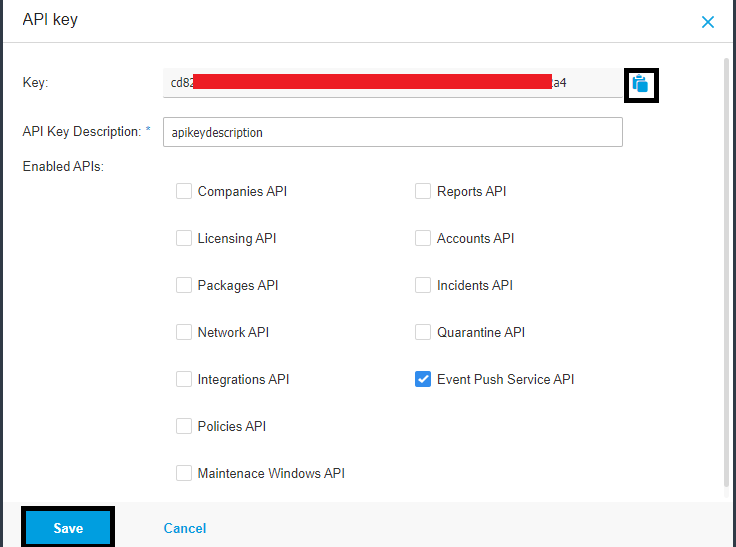 API key
Key: cd82 a4
API Key Description: * apikeydescription
Enabled APIs:
Companies API Reports API
Licensing API Accounts API
Packages API Incidents API
Network API Quarantine API
Integrations API Event Push Service API
Policies API
Maintenace Windows API
Save Cancel